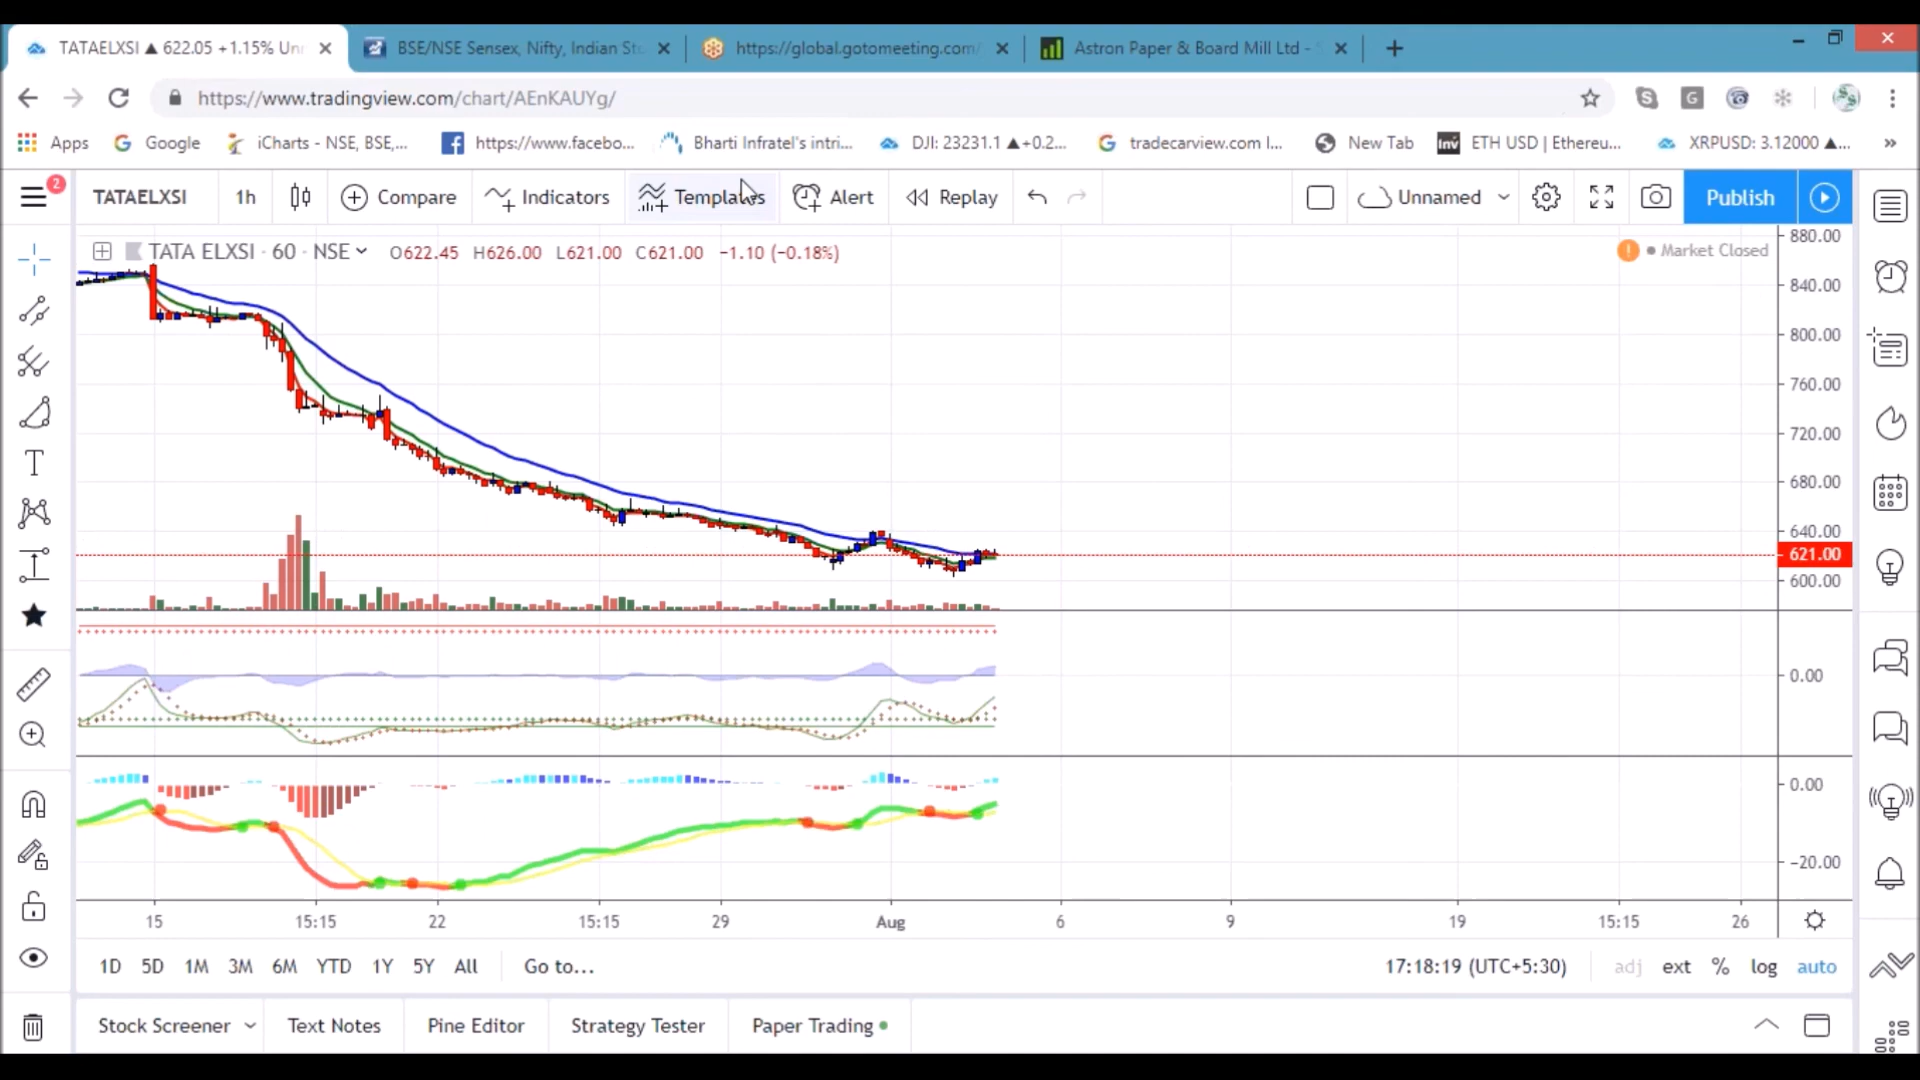 TATAELXSI ▲ 622.05 +1.15% Unn
BSE/NSE Sensex, Nifty, Indian Sto
https://global.gotomeeting.com/
Astron Paper & Board Mill Ltd -
https://www.tradingview.com/chart/AEnKAUYg/
Apps
Google
iCharts - NSE, BSE,...
https://www.facebo...
Bharti Infratel's intri...
DJI: 23231.1 ▲+0.2...
tradecarview.com I...
New Tab
Inv ETH USD | Ethereu...
XRPUSD: 3.12000 ▲...
»
2
TATAELXSI
1h
Compare
Indicators
Templates
Alert
Replay
Unnamed
Publish
TATA ELXSI · 60 · NSE
O622.45 H626.00 L621.00 C621.00 −1.10 (−0.18%)
Market Closed
880.00
840.00
800.00
760.00
720.00
680.00
640.00
621.00
600.00
0.00
0.00
−20.00
15 15:15 22 15:15 29 Aug 6 9 19 15:15 26
1D 5D 1M 3M 6M YTD 1Y 5Y All Go to...
17:18:19 (UTC+5:30) adj ext % log auto
Stock Screener Text Notes Pine Editor Strategy Tester Paper Trading